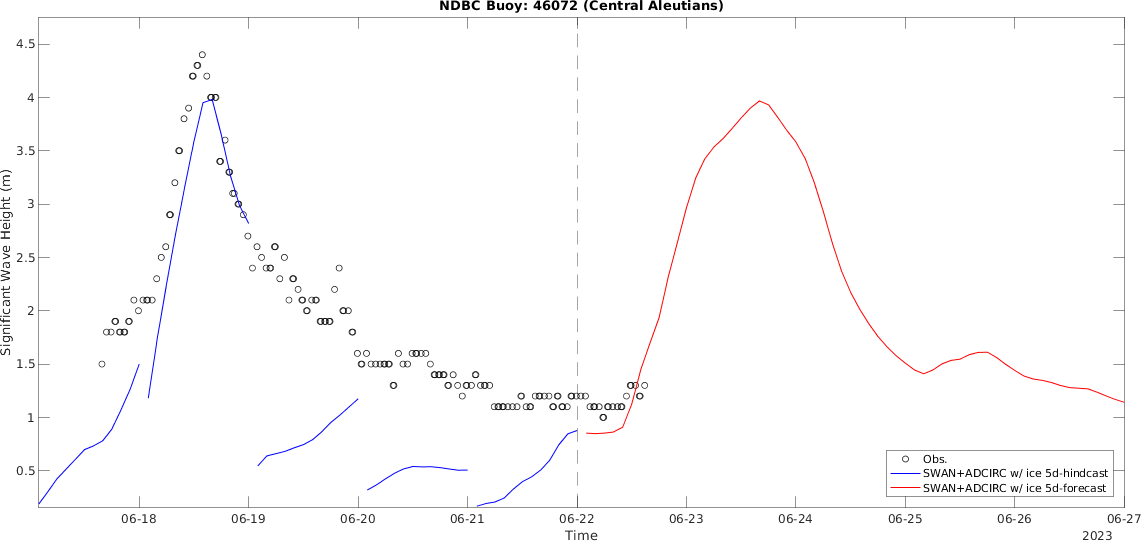 NDBC Buoy: 46072 (Central Aleutians)
4.5
4
3.5
3
2.5
2
1.5
1
0.5
Significant Wave Height (m)
Obs.
SWAN+ADCIRC w/ ice 5d-hindcast
SWAN+ADCIRC w/ ice 5d-forecast
06-18 06-19 06-20 06-21 06-22 06-23 06-24 06-25 06-26 06-27
Time
2023